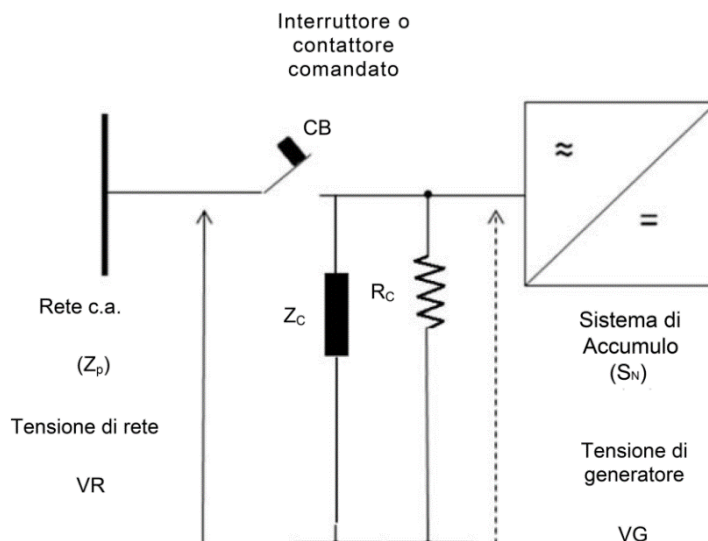 Interruttore o
contattore
comandato
CB
≈
=
Rete c.a.
(Zp)
Tensione di rete
VR
ZC
RC
Sistema di
Accumulo
(SN)
Tensione di
generatore
VG